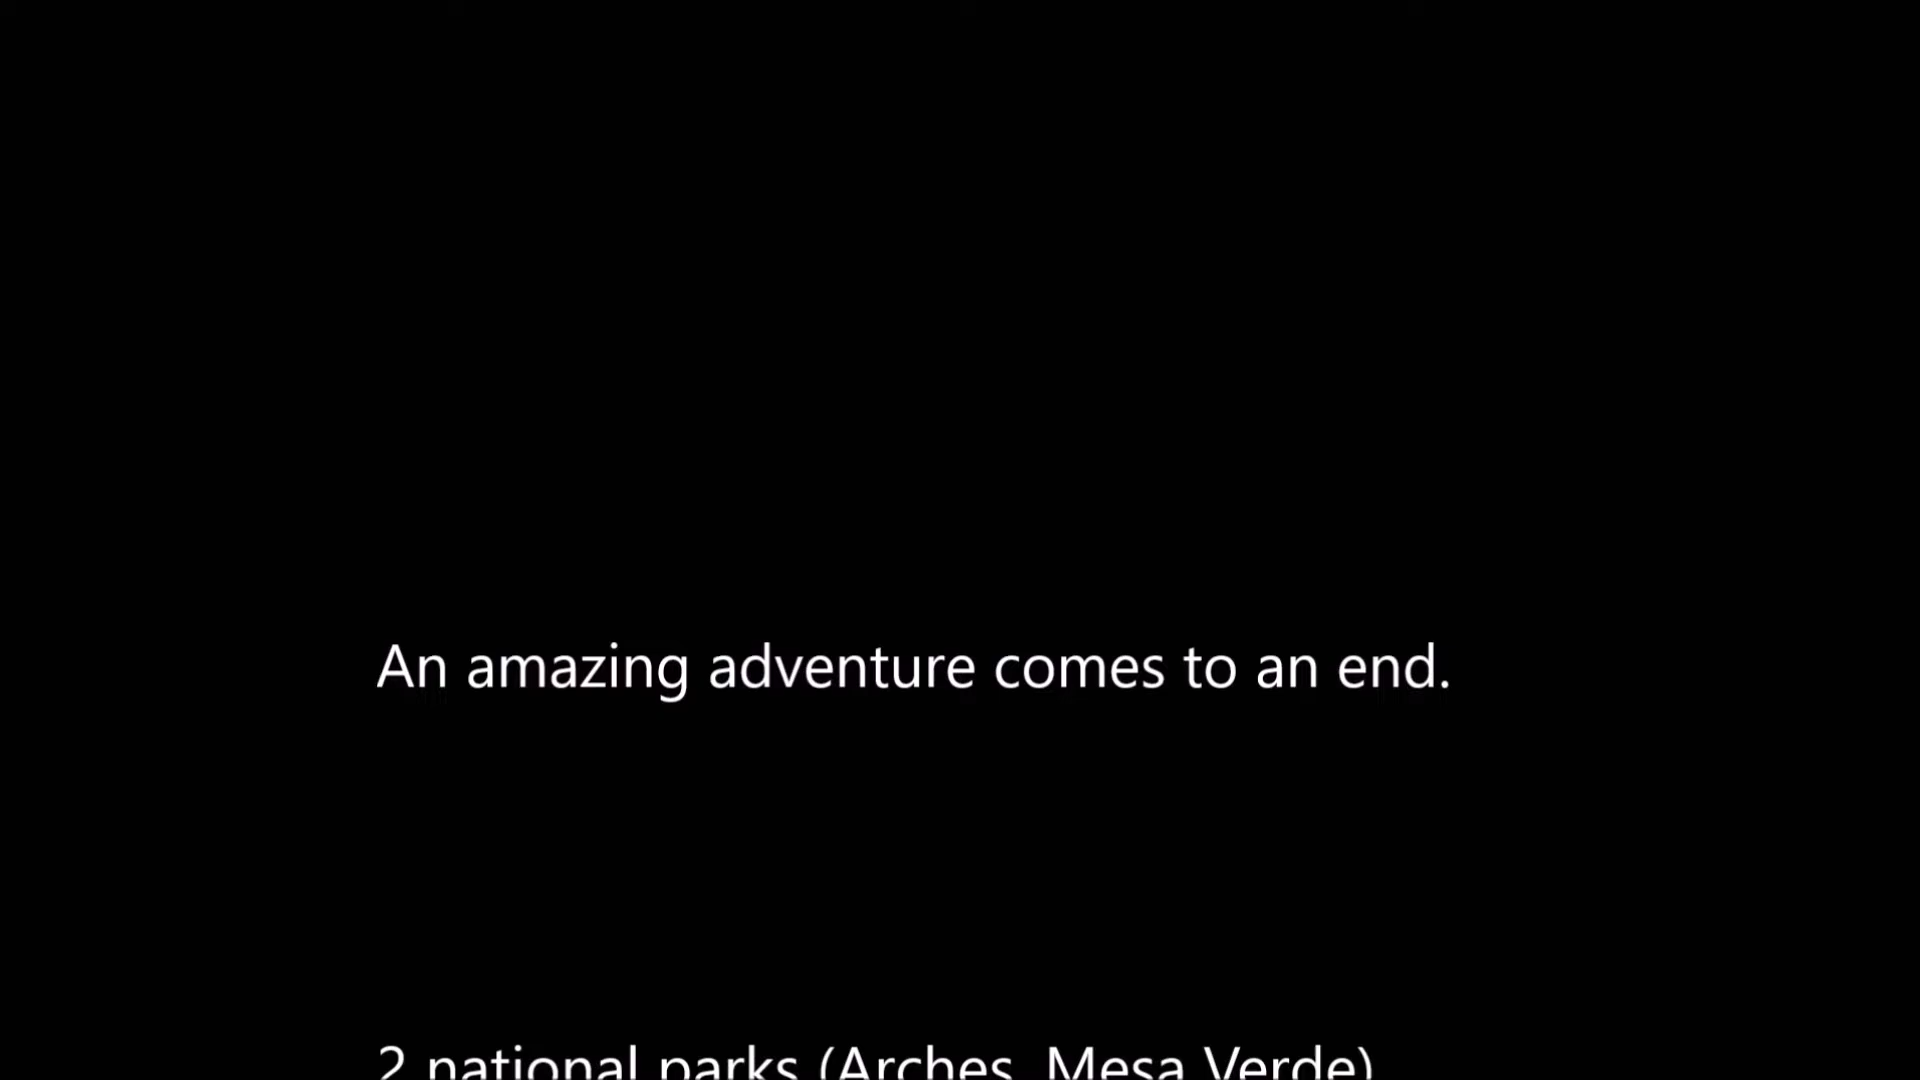 An amazing adventure comes to an end.
2 national parks (Arches, Mesa Verde)